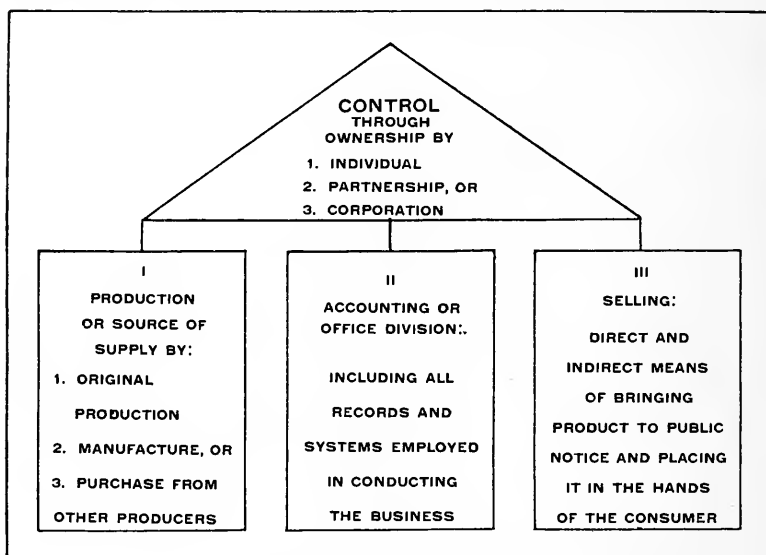 CONTROL
THROUGH
OWNERSHIP BY
1. INDIVIDUAL
2. PARTNERSHIP, OR
3. CORPORATION
I
PRODUCTION
OR SOURCE OF
SUPPLY BY:
1. ORIGINAL
PRODUCTION
2. MANUFACTURE, OR
3. PURCHASE FROM
OTHER PRODUCERS
II
ACCOUNTING OR
OFFICE DIVISION:.
INCLUDING ALL
RECORDS AND
SYSTEMS EMPLOYED
IN CONDUCTING
THE BUSINESS
III
SELLING:
DIRECT AND
INDIRECT MEANS
OF BRINGING
PRODUCT TO PUBLIC
NOTICE AND PLACING
IT IN THE HANDS
OF THE CONSUMER